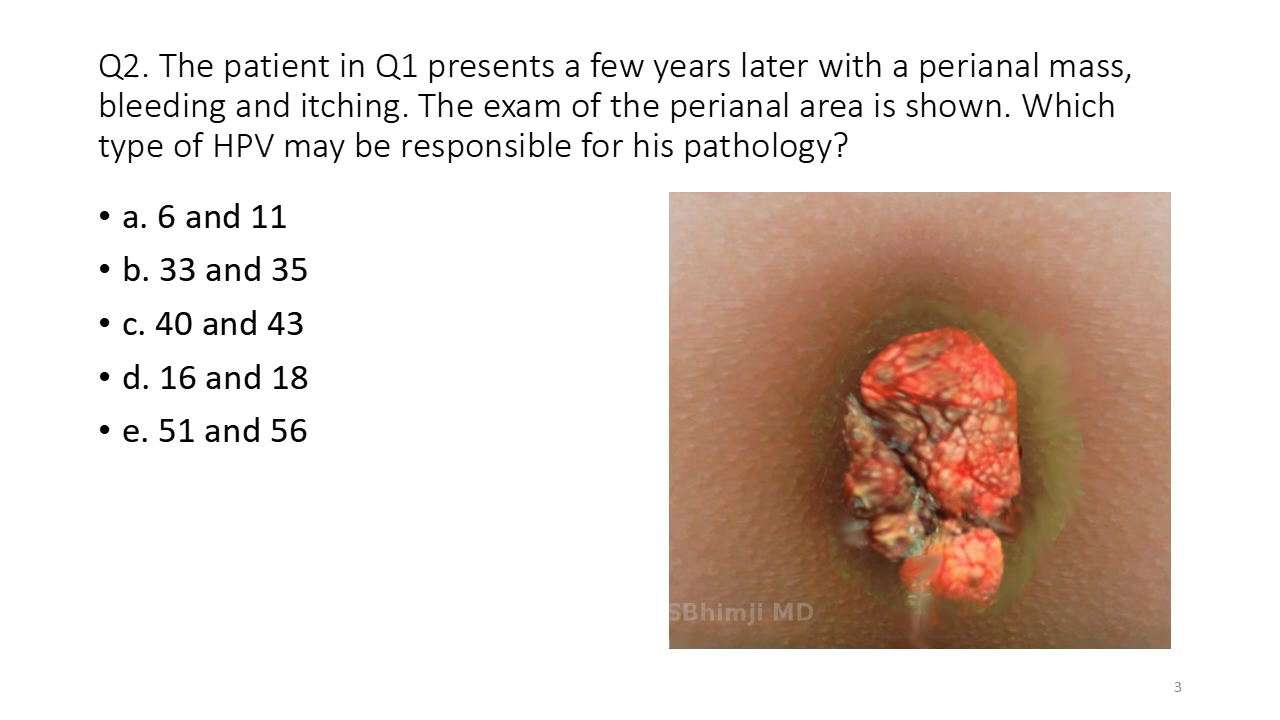 Q2. The patient in Q1 presents a few years later with a perianal mass,
bleeding and itching. The exam of the perianal area is shown. Which
type of HPV may be responsible for his pathology?
• a. 6 and 11
• b. 33 and 35
• c. 40 and 43
• d. 16 and 18
• e. 51 and 56
SBhimji MD
3